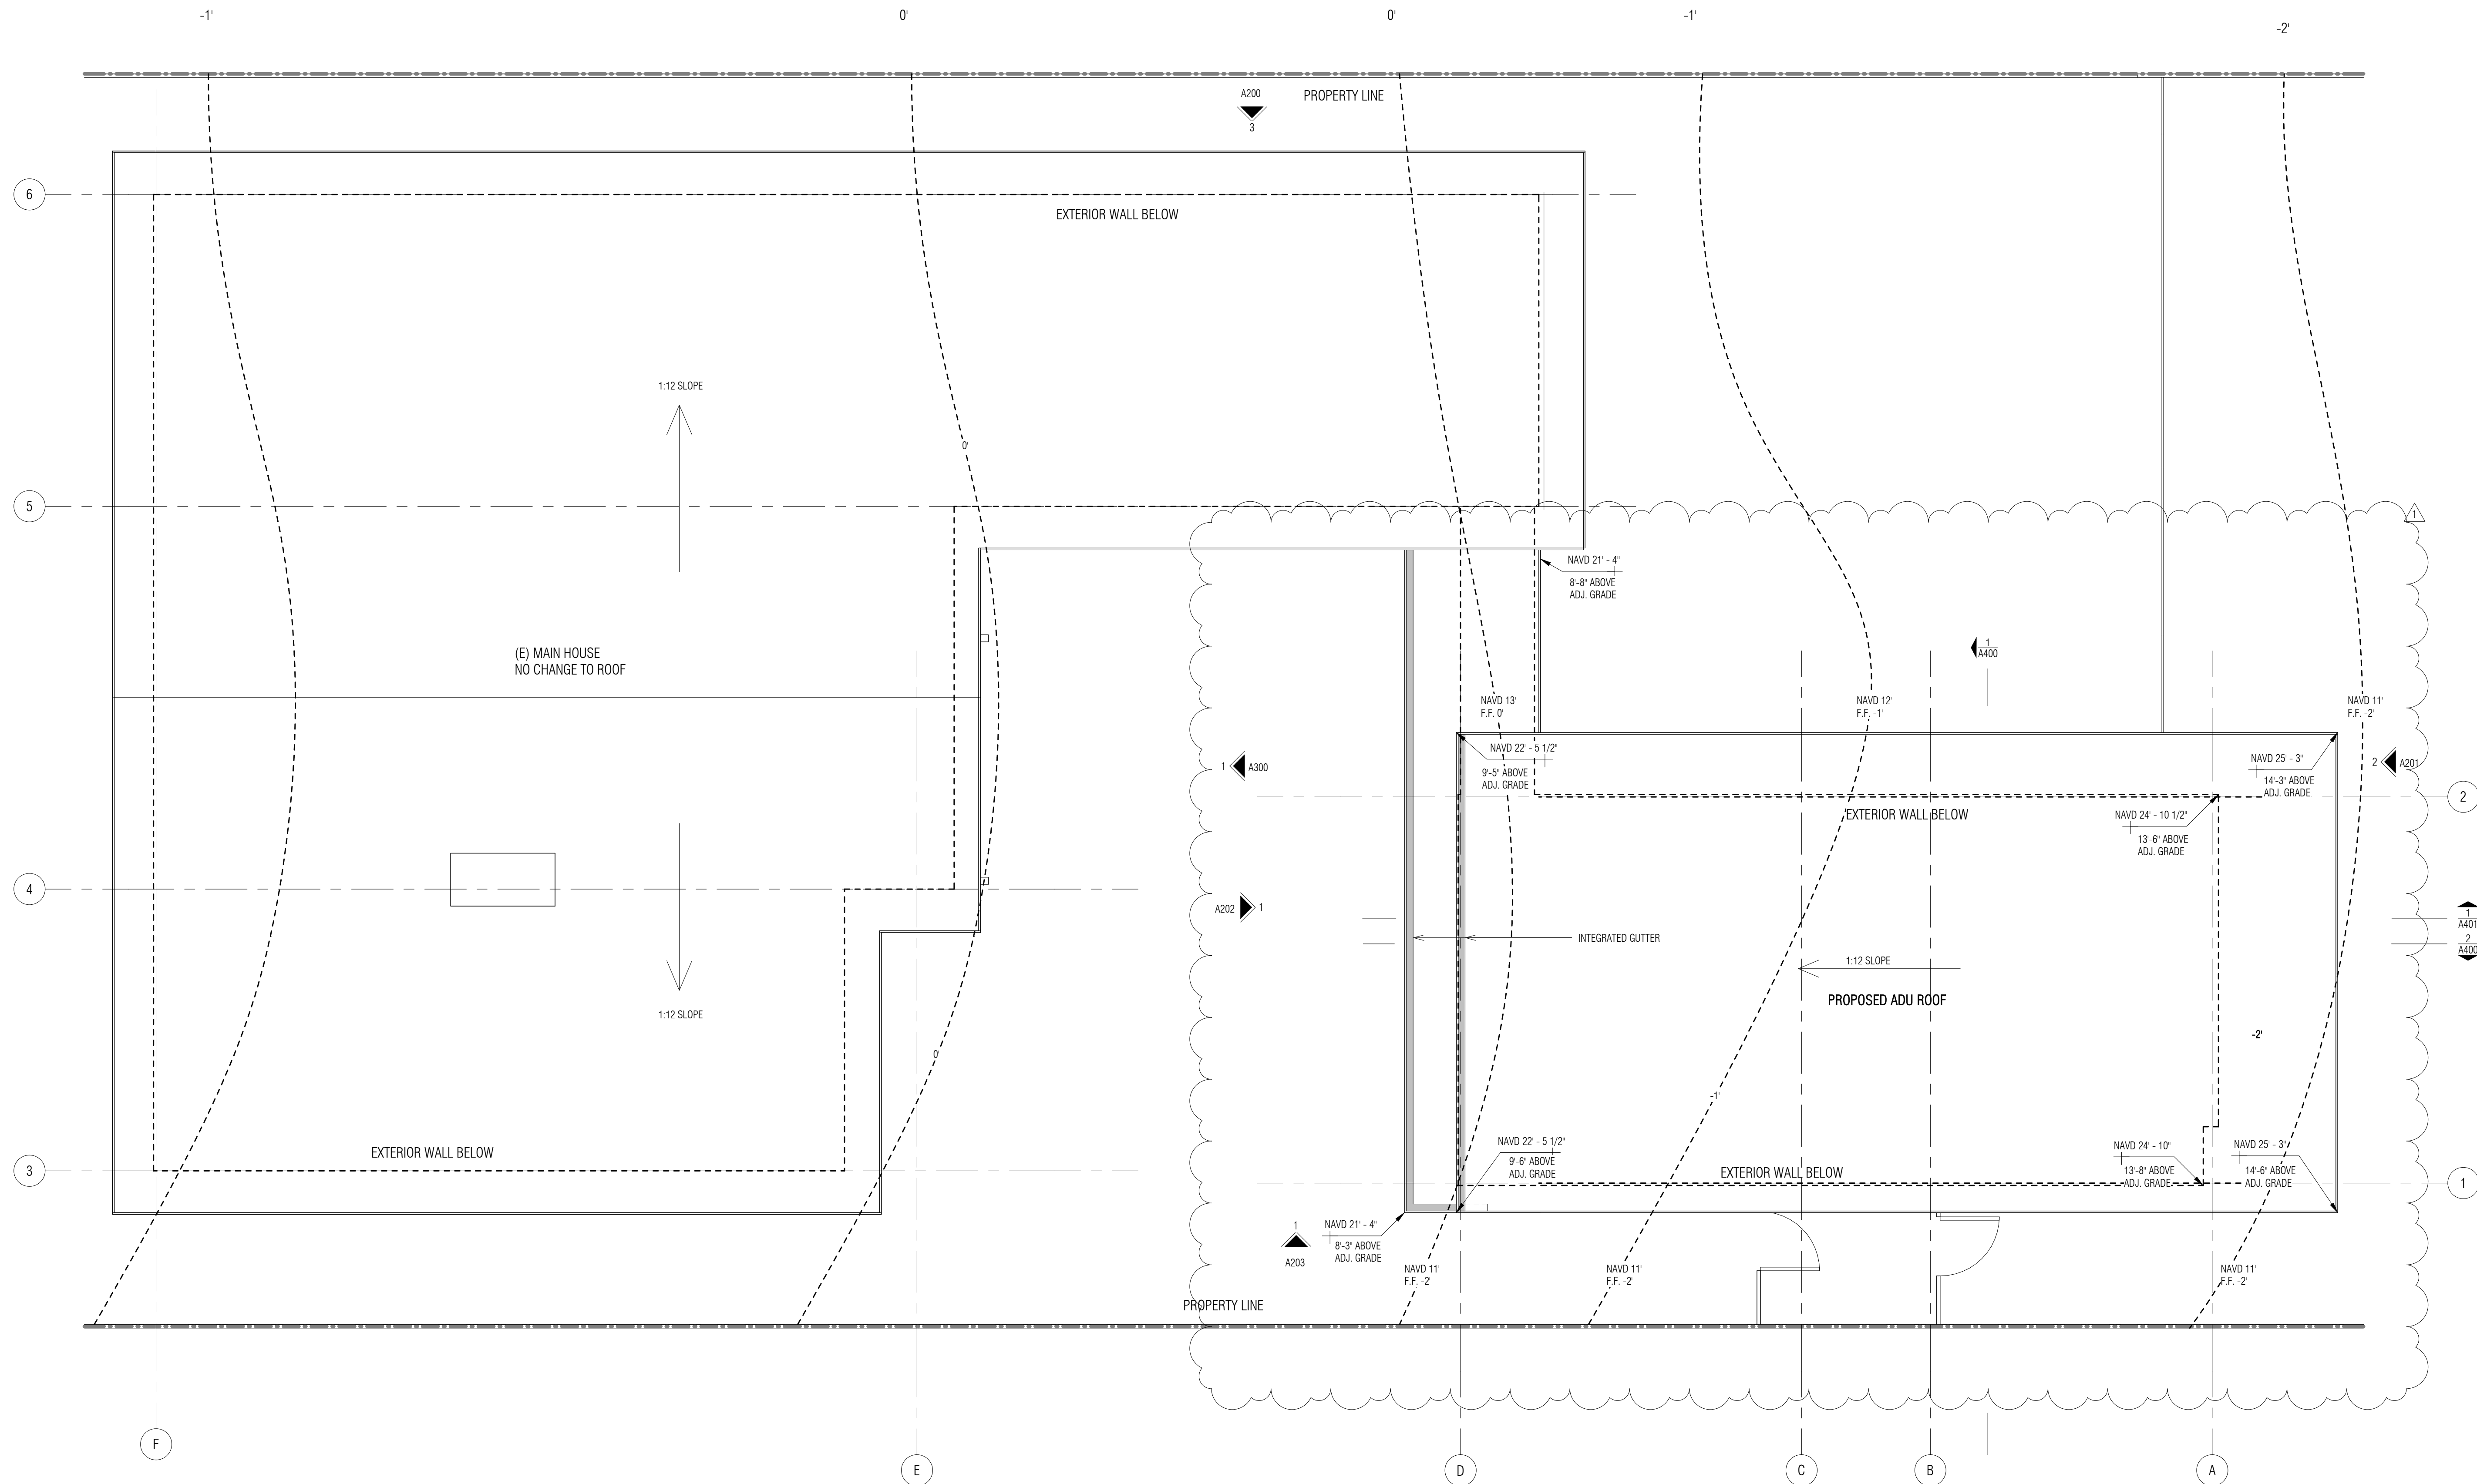 -1'
0'
0'
-1'
-2'
A200
3
PROPERTY LINE
6
EXTERIOR WALL BELOW
1:12 SLOPE
0'
5
1
NAVD 21' - 4"
8'-8" ABOVE
ADJ. GRADE
1
A400
(E) MAIN HOUSE
NO CHANGE TO ROOF
NAVD 13'
F.F. 0'
NAVD 12'
F.F. -1'
NAVD 11'
F.F. -2'
NAVD 22' - 5 1/2"
9'-5" ABOVE
ADJ. GRADE
1
A300
NAVD 25' - 3"
14'-3" ABOVE
ADJ. GRADE
2
A201
2
EXTERIOR WALL BELOW
NAVD 24' - 10 1/2"
13'-6" ABOVE
ADJ. GRADE
4
A202
1
1
A401
2
A400
INTEGRATED GUTTER
1:12 SLOPE
PROPOSED ADU ROOF
1:12 SLOPE
-2'
0'
-1'
EXTERIOR WALL BELOW
3
NAVD 22' - 5 1/2"
9'-6" ABOVE
ADJ. GRADE
EXTERIOR WALL BELOW
NAVD 24' - 10"
13'-8" ABOVE
ADJ. GRADE
NAVD 25' - 3"
14'-6" ABOVE
ADJ. GRADE
1
1
A203
NAVD 21' - 4"
8'-3" ABOVE
ADJ. GRADE
NAVD 11'
F.F. -2'
NAVD 11'
F.F. -2'
NAVD 11'
F.F. -2'
PROPERTY LINE
F
E
D
C
B
A